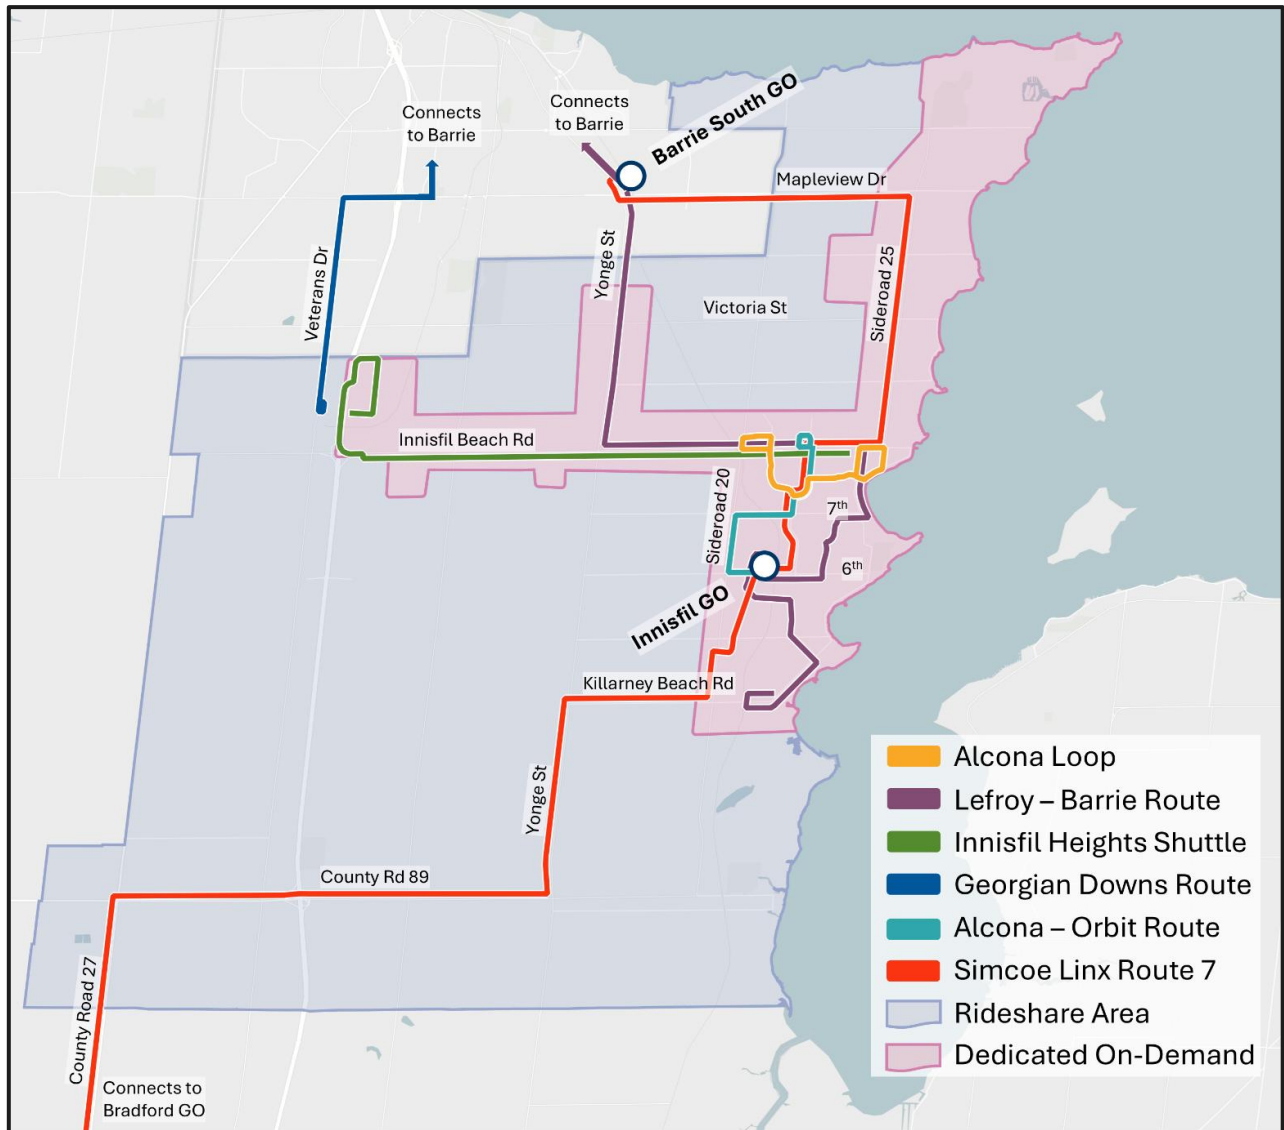 Connects
to Barrie
Connects
to Barrie
Barrie South GO
Mapleview Dr
Veterans Dr
Yonge St
Sideroad 25
Victoria St
Innisfil Beach Rd
Sideroad 20
7th
6th
Innisfil GO
Killarney Beach Rd
Yonge St
County Rd 89
County Road 27
Connects to
Bradford GO
Alcona Loop
Lefroy – Barrie Route
Innisfil Heights Shuttle
Georgian Downs Route
Alcona – Orbit Route
Simcoe Linx Route 7
Rideshare Area
Dedicated On-Demand